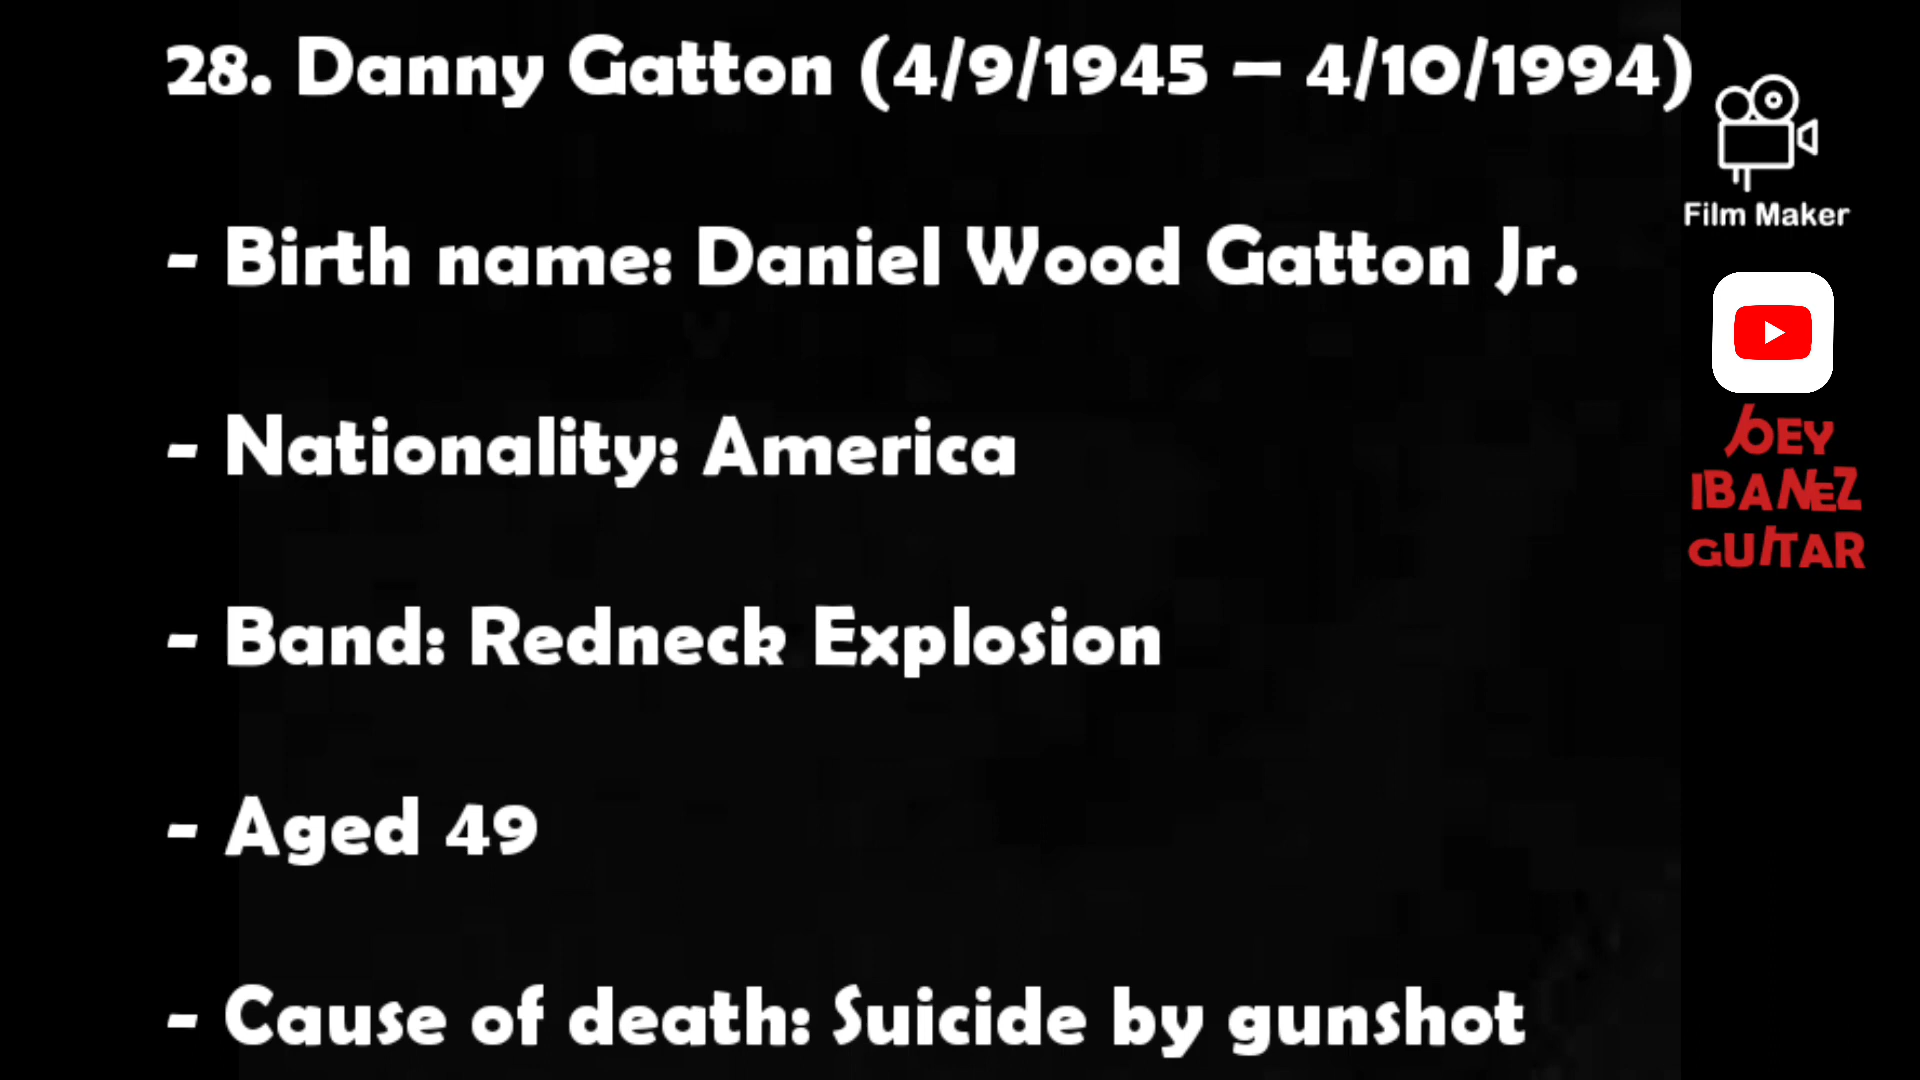 28. Danny Gatton (4/9/1945 – 4/10/1994)
Film Maker
- Birth name: Daniel Wood Gatton Jr.
- Nationality: America
JOEY
IBANEZ
GUITAR
- Band: Redneck Explosion
- Aged 49
- Cause of death: Suicide by gunshot